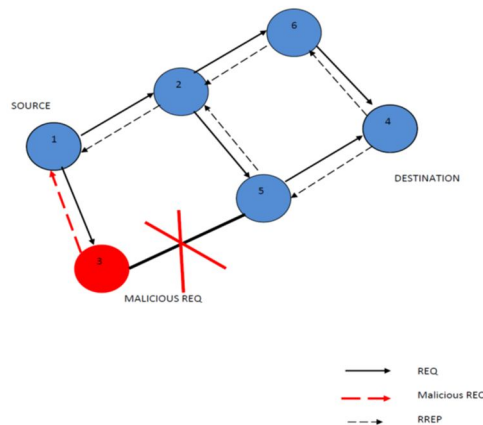 6
2
SOURCE
1
4
DESTINATION
5
3
MALICIOUS REQ
REQ
Malicious REQ
RREP